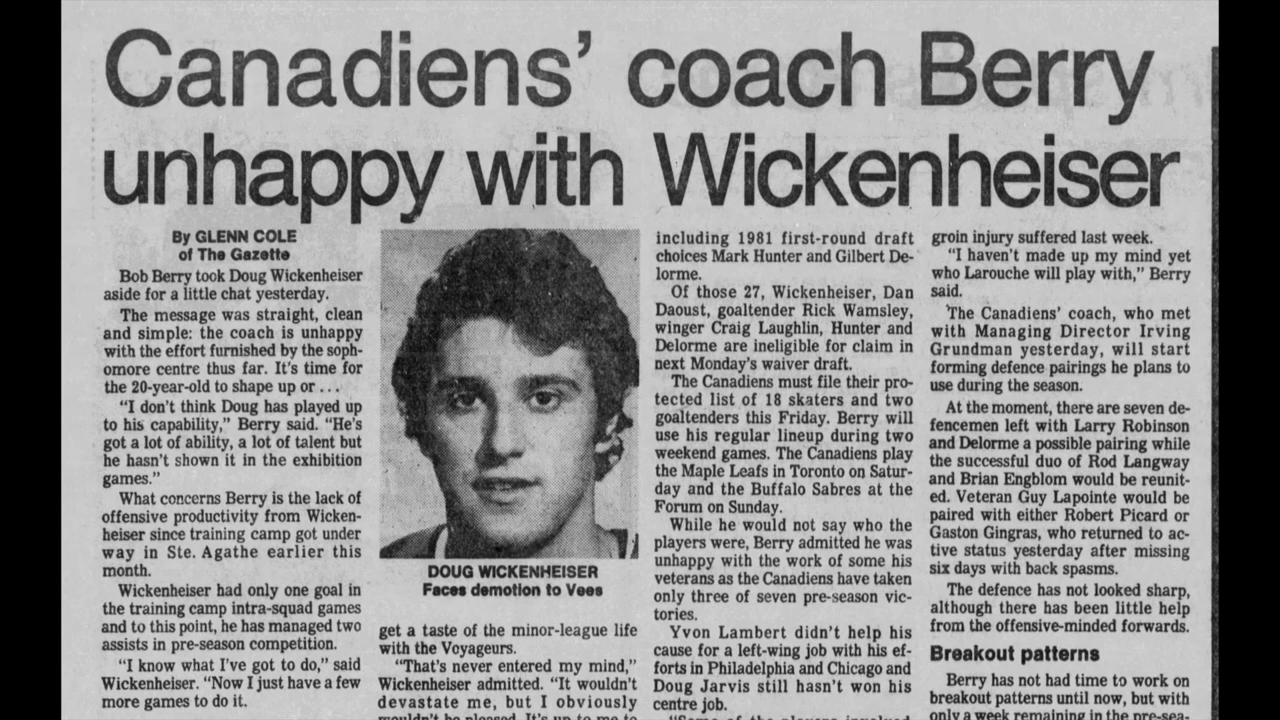 Canadiens’ coach Berry
unhappy with Wickenheiser
By GLENN COLE
of The Gazette
Bob Berry took Doug Wickenheiser
aside for a little chat yesterday.
The message was straight, clean
and simple: the coach is unhappy
with the effort furnished by the soph-
omore centre thus far. It’s time for
the 20-year-old to shape up or . . .
“I don’t think Doug has played up
to his capability,” Berry said. “He’s
got a lot of ability, a lot of talent but
he hasn’t shown it in the exhibition
games.”
What concerns Berry is the lack of
offensive productivity from Wicken-
heiser since training camp got under
way in Ste. Agathe earlier this
month.
Wickenheiser had only one goal in
the training camp intra-squad games
and to this point, he has managed two
assists in pre-season competition.
“I know what I’ve got to do,” said
Wickenheiser. “Now I just have a few
more games to do it.
DOUG WICKENHEISER
Faces demotion to Vees
get a taste of the minor-league life
with the Voyageurs.
“That’s never entered my mind,”
Wickenheiser admitted. “It wouldn’t
devastate me, but I obviously
wouldn’t be pleased. It’s up to me to
including 1981 first-round draft
choices Mark Hunter and Gilbert De-
lorme.
Of those 27, Wickenheiser, Dan
Daoust, goaltender Rick Wamsley,
winger Craig Laughlin, Hunter and
Delorme are ineligible for claim in
next Monday’s waiver draft.
The Canadiens must file their pro-
tected list of 18 skaters and two
goaltenders this Friday. Berry will
use his regular lineup during two
weekend games. The Canadiens play
the Maple Leafs in Toronto on Satur-
day and the Buffalo Sabres at the
Forum on Sunday.
While he would not say who the
players were, Berry admitted he was
unhappy with the work of some his
veterans as the Canadiens have taken
only three of seven pre-season vic-
tories.
Yvon Lambert didn’t help his
cause for a left-wing job with his ef-
forts in Philadelphia and Chicago and
Doug Jarvis still hasn’t won his
centre job.
“Some of the players involved
groin injury suffered last week.
“I haven’t made up my mind yet
who Larouche will play with,” Berry
said.
The Canadiens’ coach, who met
with Managing Director Irving
Grundman yesterday, will start
forming defence pairings he plans to
use during the season.
At the moment, there are seven de-
fencemen left with Larry Robinson
and Delorme a possible pairing while
the successful duo of Rod Langway
and Brian Engblom would be reunit-
ed. Veteran Guy Lapointe would be
paired with either Robert Picard or
Gaston Gingras, who returned to ac-
tive status yesterday after missing
six days with back spasms.
The defence has not looked sharp,
although there has been little help
from the offensive-minded forwards.
Breakout patterns
Berry has not had time to work on
breakout patterns until now, but with
only a week remaining in the pre-sea-